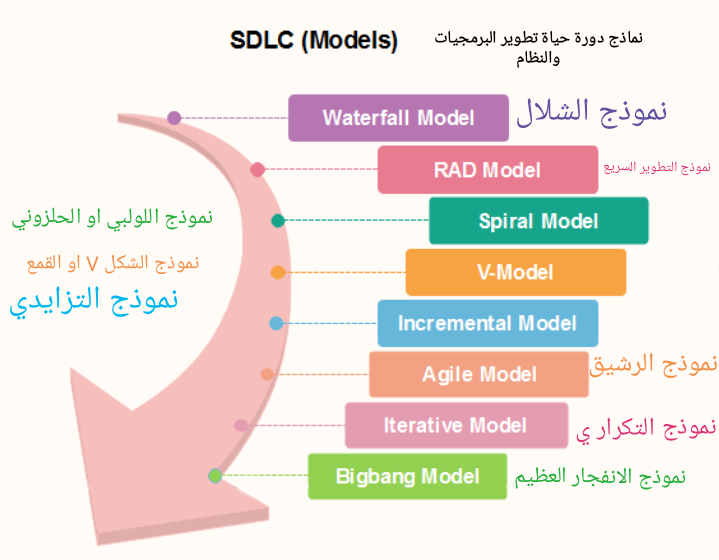 SDLC (Models)
نماذج دورة حياة تطوير البرمجيات
والنظام
Waterfall Model
نموذج الشلال
RAD Model
نموذج التطوير السريع
Spiral Model
نموذج اللولبي او الحلزوني
V-Model
نموذج الشكل V او القمع
Incremental Model
نموذج التزايدي
Agile Model
نموذج الرشيق
Iterative Model
نموذج التكرار ي
Bigbang Model
نموذج الانفجار العظيم